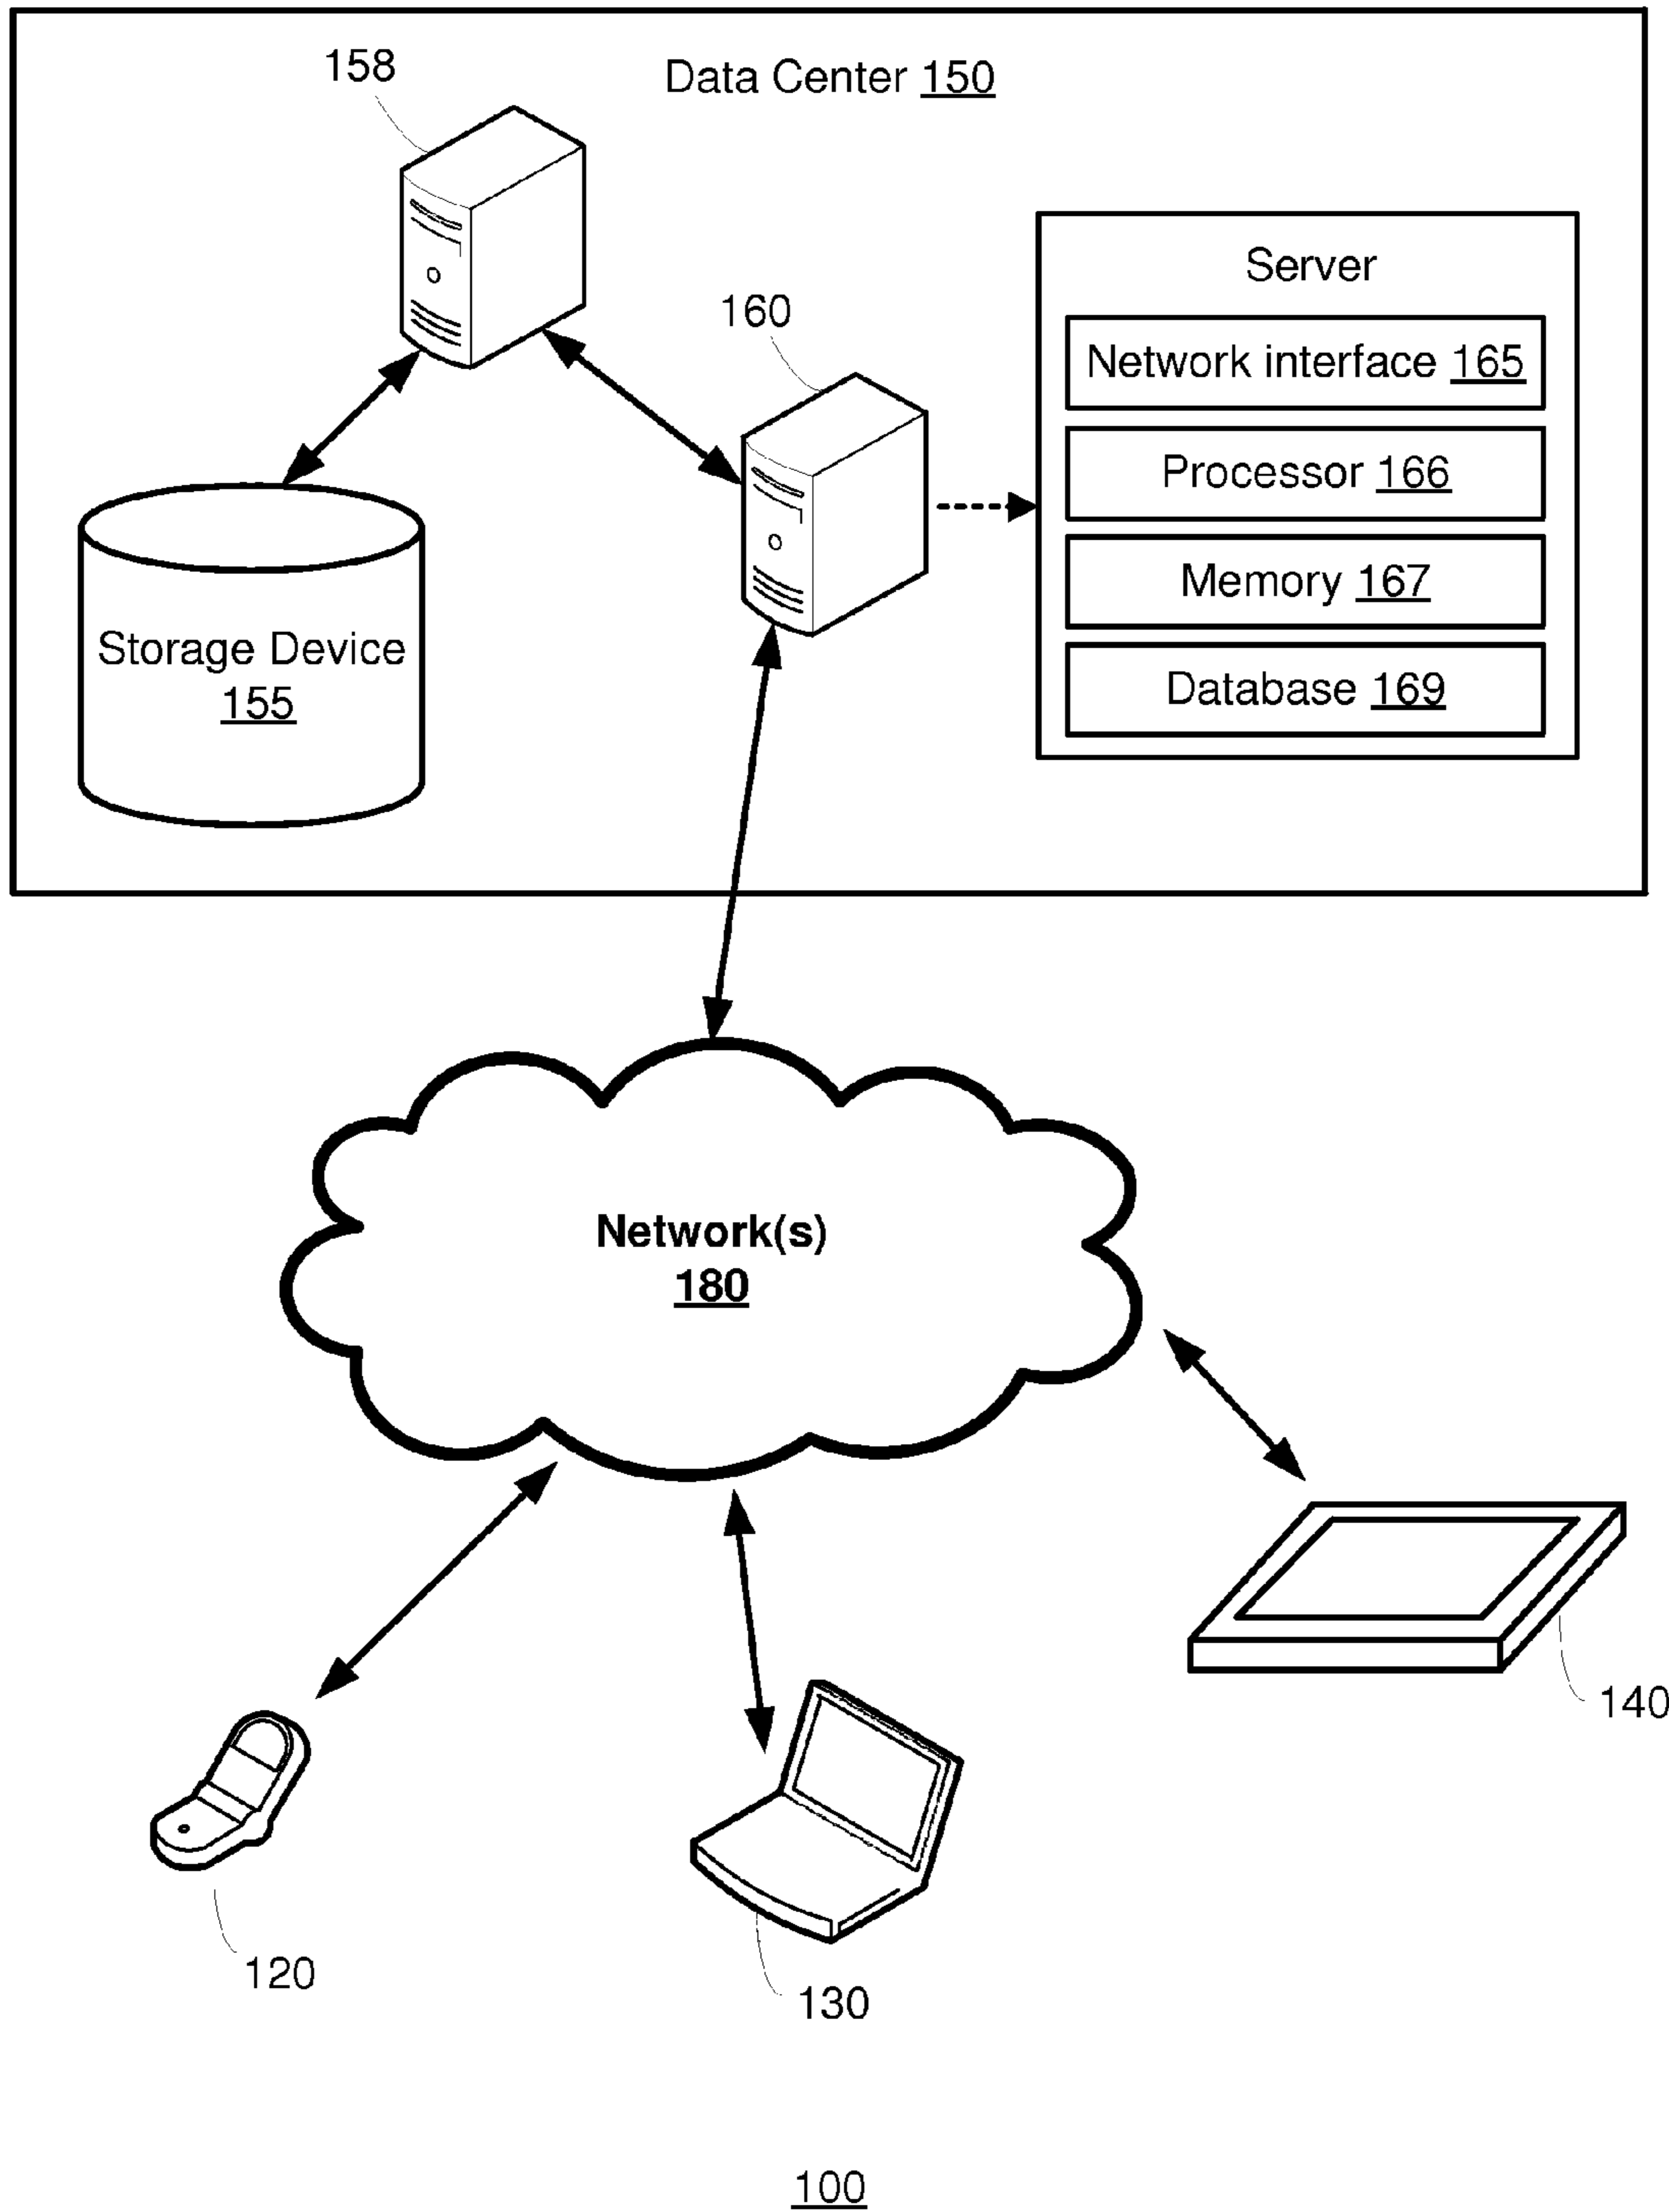 Data Center 150
158
160
Server
Network interface 165
Processor 166
Memory 167
Database 169
Storage Device
155
Network(s)
180
140
120
130
100